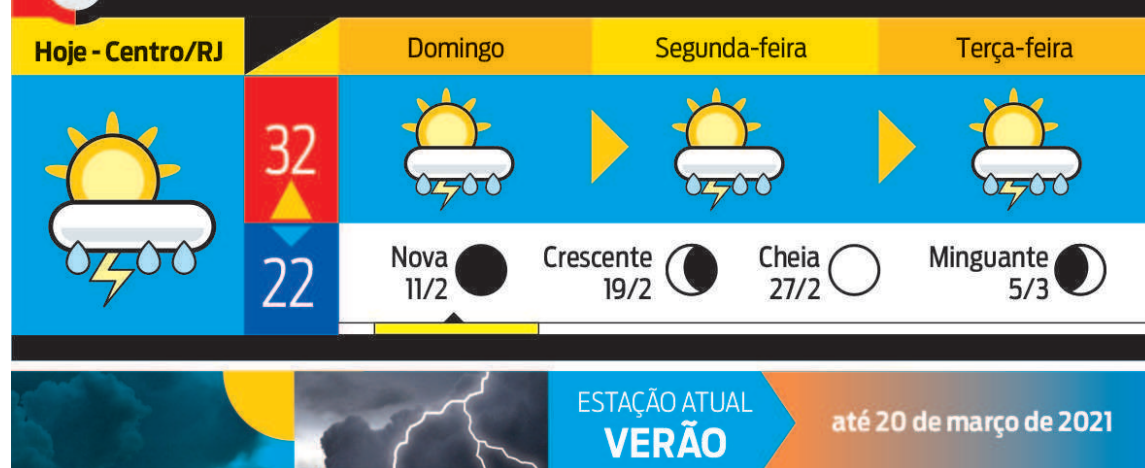 Hoje - Centro/RJ
Domingo
Segunda-feira
Terça-feira
32
22
Nova
11/2
Crescente
19/2
Cheia
27/2
Minguante
5/3
ESTAÇÃO ATUAL
VERÃO
até 20 de março de 2021